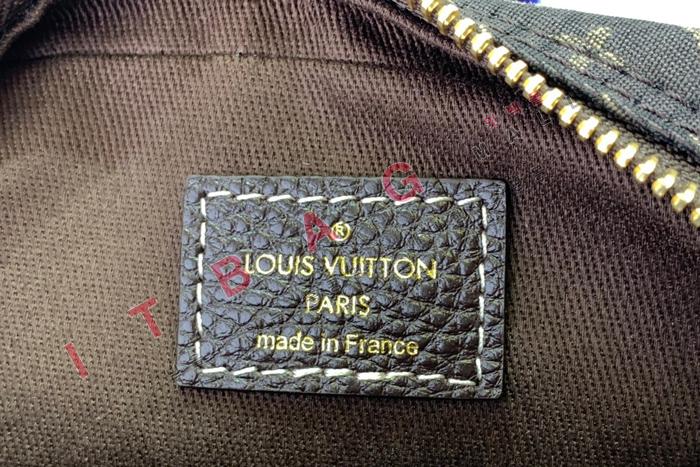 ®
LOUIS VUITTON
PARIS
made in France
ITBAG